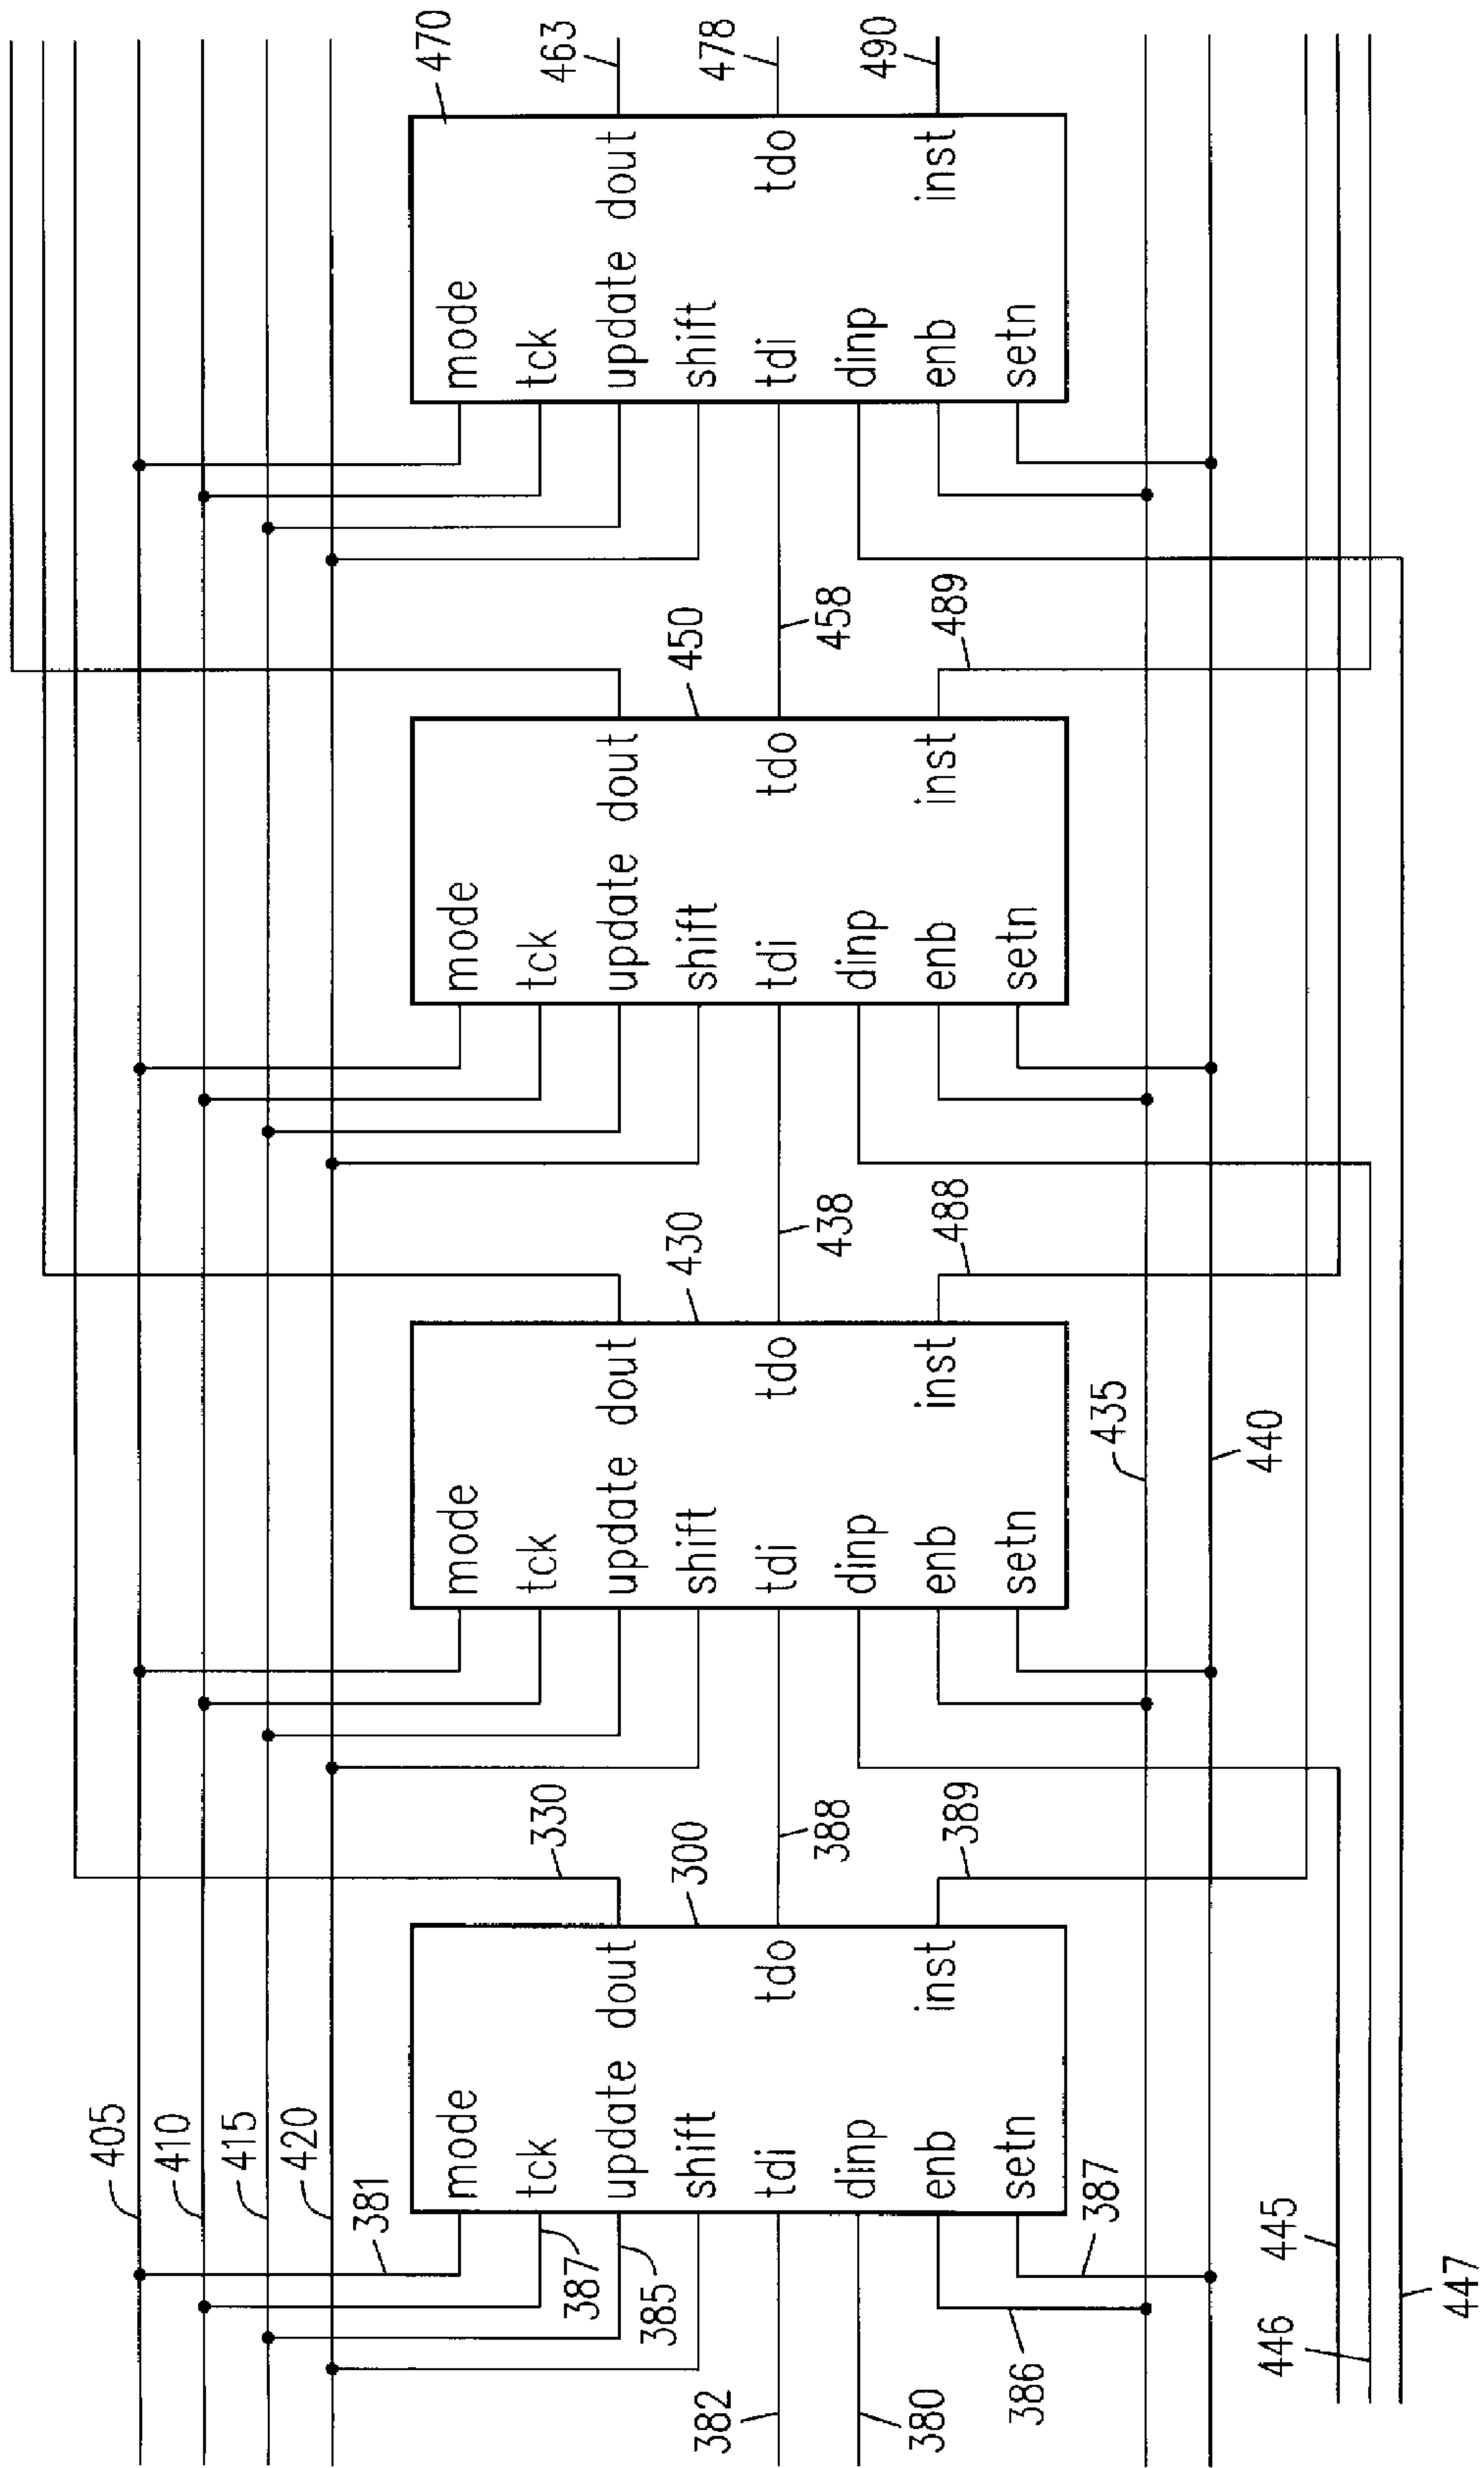 405
410
415
420
381
387
385
382
380
386
387
mode
tck
update dout
shift
tdi tdo
dinp
enb inst
setn
330
300
388
389
mode
tck
update dout
shift
tdi tdo
dinp
enb inst
setn
430
438
488
435
440
mode
tck
update dout
shift
tdi tdo
dinp
enb inst
setn
450
458
489
mode
tck
update dout
shift
tdi tdo
dinp
enb inst
setn
470
463
478
490
445
446
447